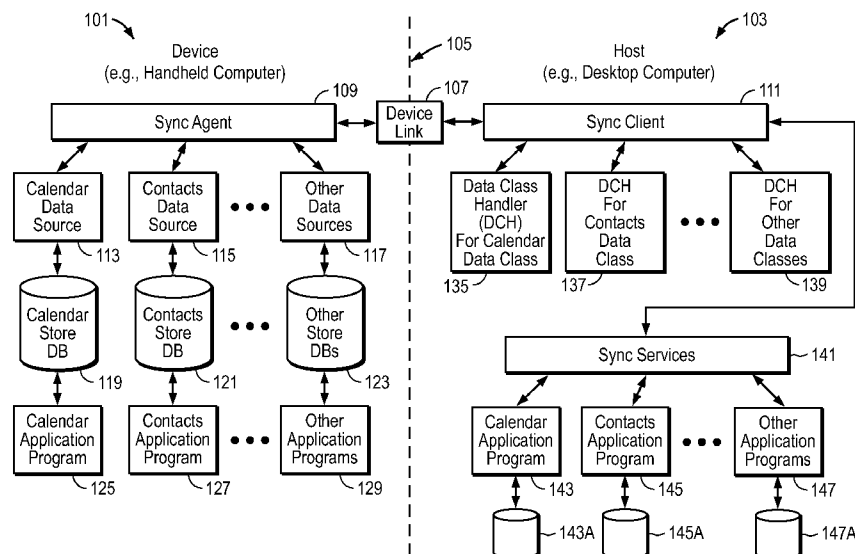 101
Device
(e.g., Handheld Computer)
105
Host
(e.g., Desktop Computer)
103
109
107
111
Sync Agent
Device
Link
Sync Client
Calendar
Data
Source
113
Contacts
Data
Source
115
Other
Data
Sources
117
Data Class
Handler
(DCH)
For Calendar
Data Class
135
DCH
For
Contacts
Data
Class
137
DCH
For
Other
Data
Classes
139
Calendar
Store
DB
119
Contacts
Store
DB
121
Other
Store
DBs
123
Sync Services
141
Calendar
Application
Program
125
Contacts
Application
Program
127
Other
Application
Programs
129
Calendar
Application
Program
143
Contacts
Application
Program
145
Other
Application
Programs
147
143A
145A
147A